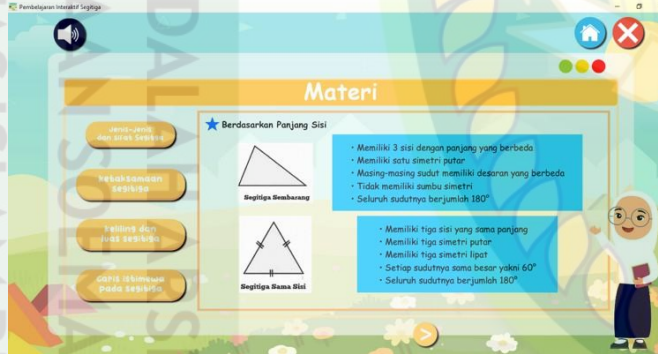 Pembelajaran Interaktif Segitiga
Materi
Jenis-jenis
dan sifat Segitiga
Ketaksamaan
segitiga
Keliling dan
luas segitiga
Garis istimewa
pada segitiga
Berdasarkan Panjang Sisi
Segitiga Sembarang
• Memiliki 3 sisi dengan panjang yang berbeda
• Memiliki satu simetri putar
• Masing-masing sudut memiliki desaran yang berbeda
• Tidak memiliki sumbu simetri
• Seluruh sudutnya berjumlah 180°
Segitiga Sama Sisi
• Memiliki tiga sisi yang sama panjang
• Memiliki tiga simetri putar
• Memiliki tiga simetri lipat
• Setiap sudutnya sama besar yakni 60°
• Seluruh sudutnya berjumlah 180°